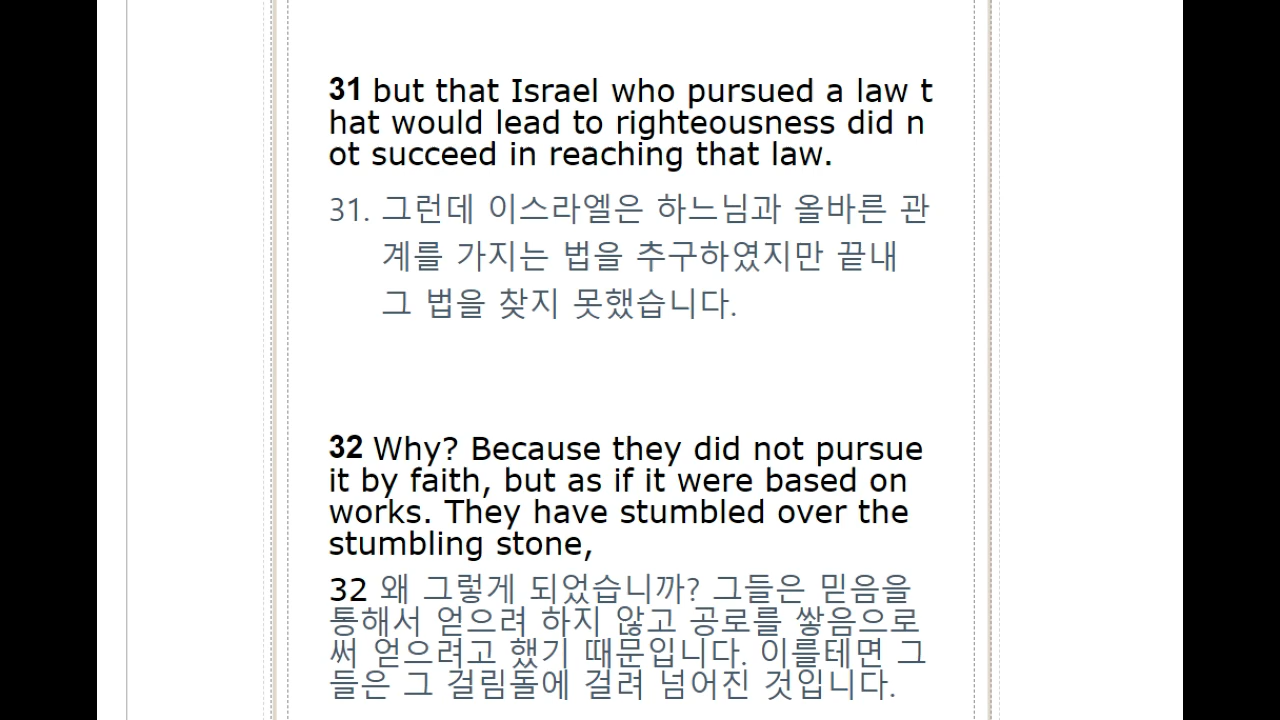 31 but that Israel who pursued a law t
hat would lead to righteousness did n
ot succeed in reaching that law.
31. 그런데 이스라엘은 하느님과 올바른 관
계를 가지는 법을 추구하였지만 끝내
그 법을 찾지 못했습니다.
32 Why? Because they did not pursue
it by faith, but as if it were based on
works. They have stumbled over the
stumbling stone,
32 왜 그렇게 되었습니까? 그들은 믿음을
통해서 얻으려 하지 않고 공로를 쌓음으로
써 얻으려고 했기 때문입니다. 이를테면 그
들은 그 걸림돌에 걸려 넘어진 것입니다.